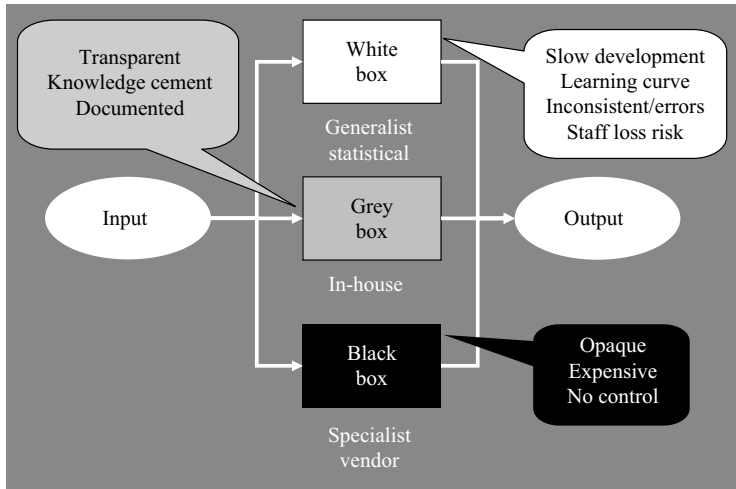 Transparent
Knowledge cement
Documented
White
box
Slow development
Learning curve
Inconsistent/errors
Staff loss risk
Generalist
statistical
Input
Grey
box
Output
In-house
Black
box
Opaque
Expensive
No control
Specialist
vendor